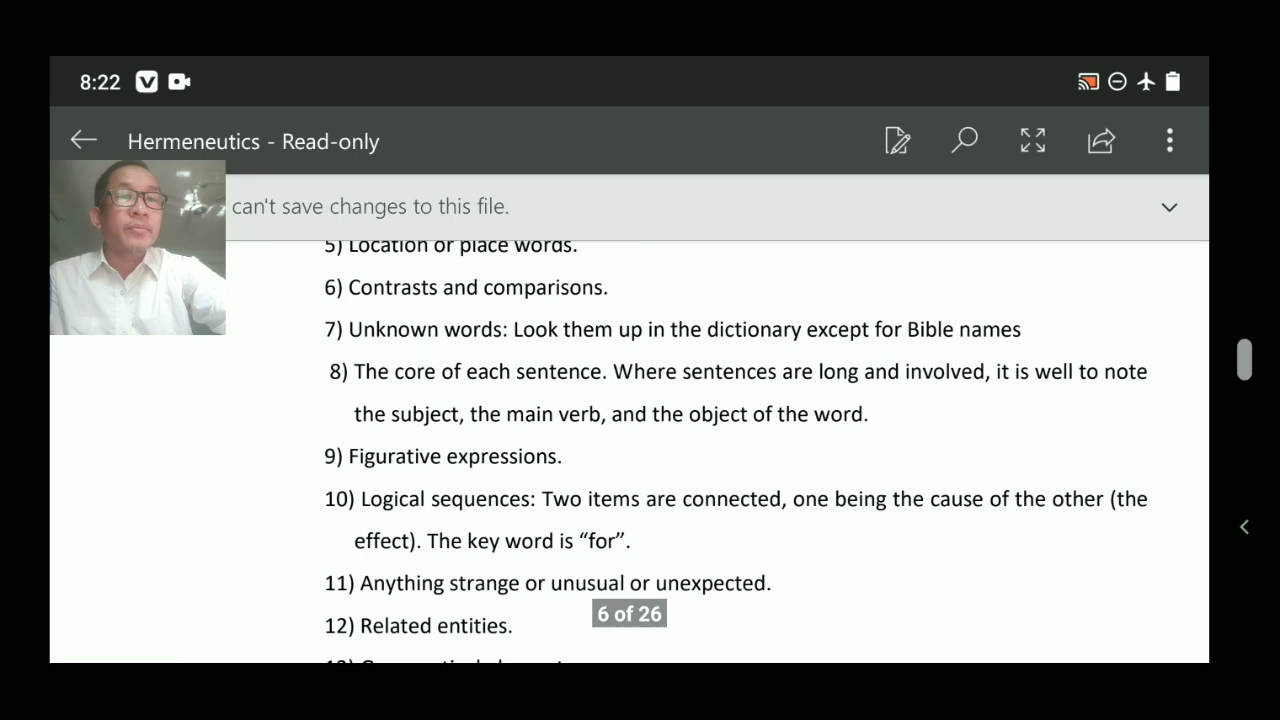 8:22
Hermeneutics - Read-only
can't save changes to this file.
5) Location or place words.
6) Contrasts and comparisons.
7) Unknown words: Look them up in the dictionary except for Bible names
8) The core of each sentence. Where sentences are long and involved, it is well to note
the subject, the main verb, and the object of the word.
9) Figurative expressions.
10) Logical sequences: Two items are connected, one being the cause of the other (the
effect). The key word is “for”.
11) Anything strange or unusual or unexpected.
6 of 26
12) Related entities.